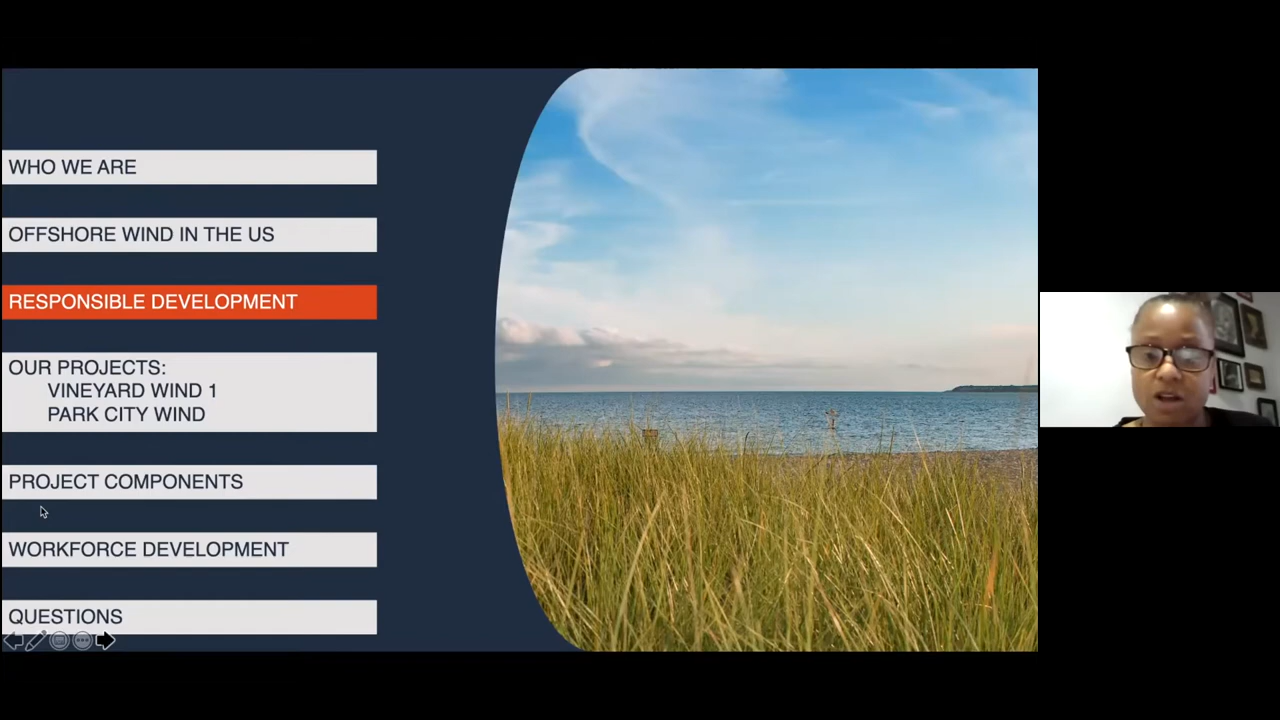 WHO WE ARE
OFFSHORE WIND IN THE US
RESPONSIBLE DEVELOPMENT
OUR PROJECTS:
VINEYARD WIND 1
PARK CITY WIND
PROJECT COMPONENTS
WORKFORCE DEVELOPMENT
QUESTIONS